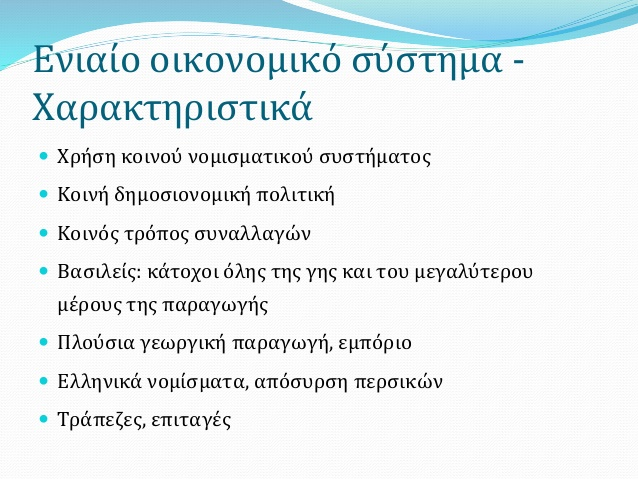 Ενιαίο οικονομικό σύστημα -
Χαρακτηριστικά
• Χρήση κοινού νομισματικού συστήματος
• Κοινή δημοσιονομική πολιτική
• Κοινός τρόπος συναλλαγών
• Βασιλείς: κάτοχοι όλης της γης και του μεγαλύτερου
μέρους της παραγωγής
• Πλούσια γεωργική παραγωγή, εμπόριο
• Ελληνικά νομίσματα, απόσυρση περσικών
• Τράπεζες, επιταγές